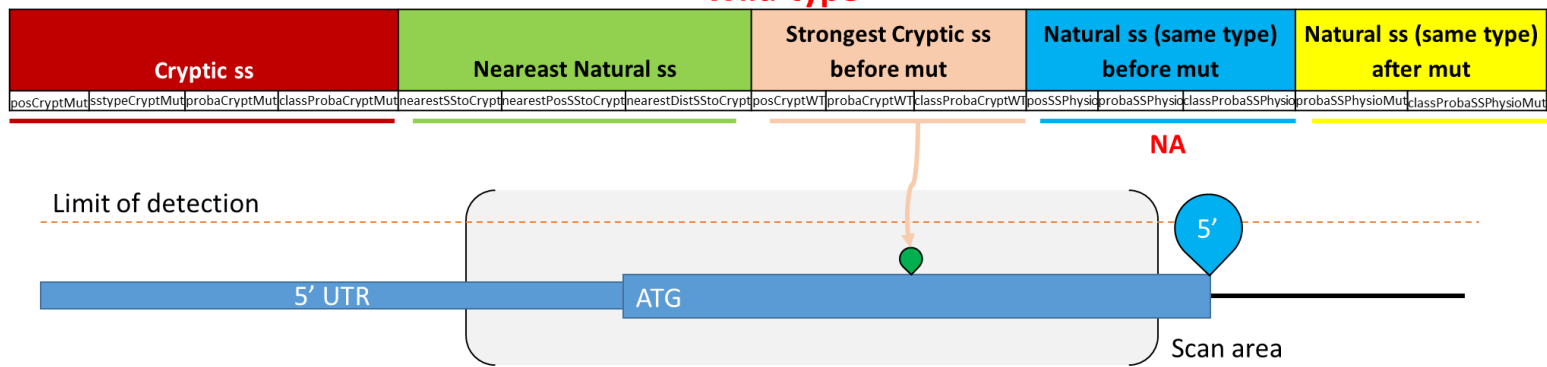 Cryptic ss
Neareast Natural ss
Strongest Cryptic ss
before mut
Natural ss (same type)
before mut
Natural ss (same type)
after mut
posCryptMut sstypeCryptMut probaCryptMut classProbaCryptMut nearestSStoCrypt nearestPosSStoCrypt nearestDistSStoCrypt posCryptWT probaCryptWT classProbaCryptWT posSSPhysio probaSSPhysio classProbaSSPhysio probaSSPhysioMut classProbaSSPhysioMut
NA
Limit of detection
5’
5’ UTR
ATG
Scan area